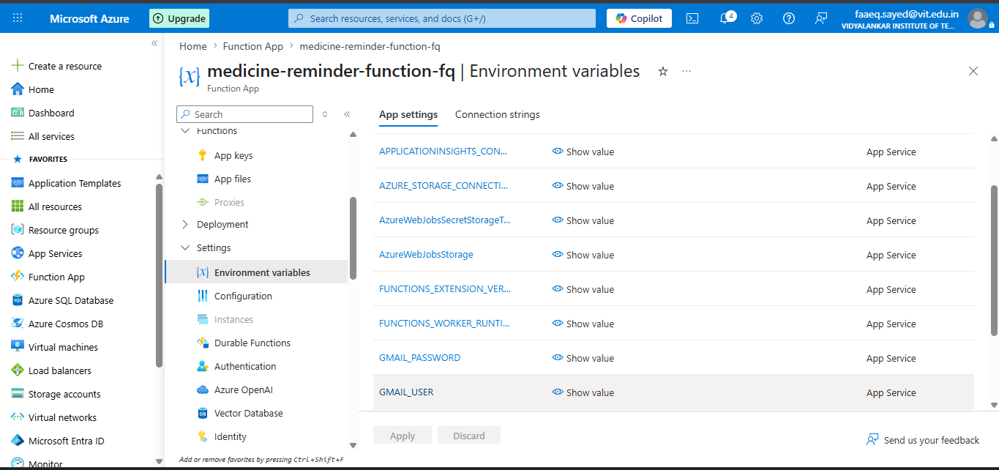 Microsoft Azure
Upgrade
Search resources, services, and docs (G+/)
Copilot
4
faaeq.sayed@vit.edu.in
VIDYALANKAR INSTITUTE OF TE...
Create a resource
Home
Dashboard
All services
FAVORITES
Application Templates
All resources
Resource groups
App Services
Function App
Azure SQL Database
Azure Cosmos DB
Virtual machines
Load balancers
Storage accounts
Virtual networks
Microsoft Entra ID
Monitor
Home > Function App > medicine-reminder-function-fq
medicine-reminder-function-fq | Environment variables
Function App
Search
Functions
App keys
App files
Proxies
Deployment
Settings
Environment variables
Configuration
Instances
Durable Functions
Authentication
Azure OpenAI
Vector Database
Identity
Add or remove favorites by pressing Ctrl+Shift+F
App settings Connection strings
APPLICATIONINSIGHTS_CON... Show value App Service
AZURE_STORAGE_CONNECTI... Show value App Service
AzureWebJobsSecretStorageT... Show value App Service
AzureWebJobsStorage Show value App Service
FUNCTIONS_EXTENSION_VER... Show value App Service
FUNCTIONS_WORKER_RUNTI... Show value App Service
GMAIL_PASSWORD Show value App Service
GMAIL_USER Show value App Service
Apply Discard
Send us your feedback